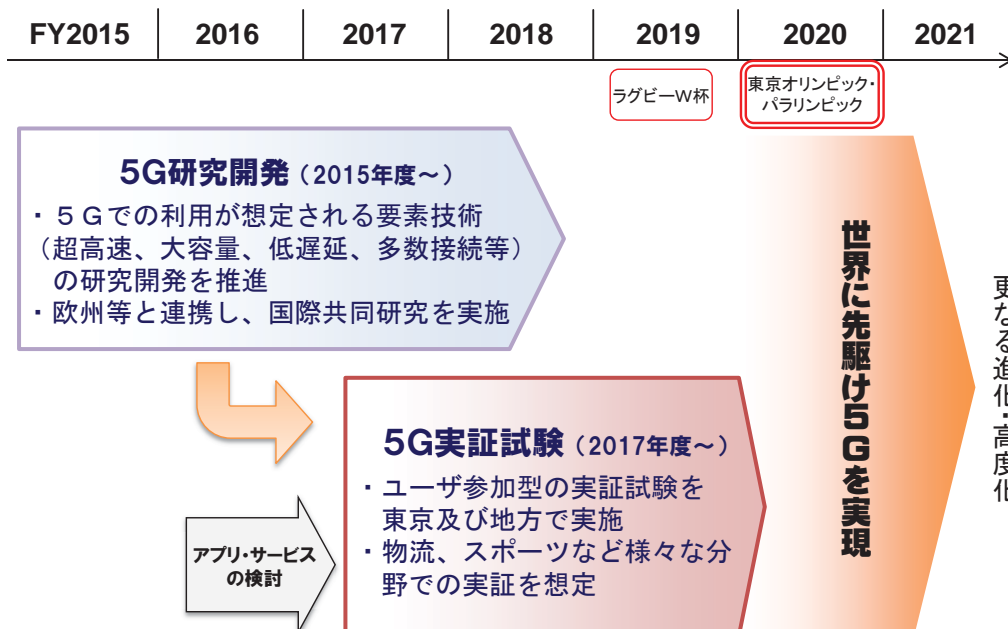 FY2015 2016 2017 2018 2019 2020 2021
ラグビーW杯
東京オリンピック・
パラリンピック
5G研究開発（2015年度～）
・５Ｇでの利用が想定される要素技術
（超高速、大容量、低遅延、多数接続等）
の研究開発を推進
・欧州等と連携し、国際共同研究を実施
5G実証試験（2017年度～）
・ユーザ参加型の実証試験を
東京及び地方で実施
・物流、スポーツなど様々な分
野での実証を想定
アプリ・サービス
の検討
世界に先駆け５Ｇを実現
更なる進化・高度化